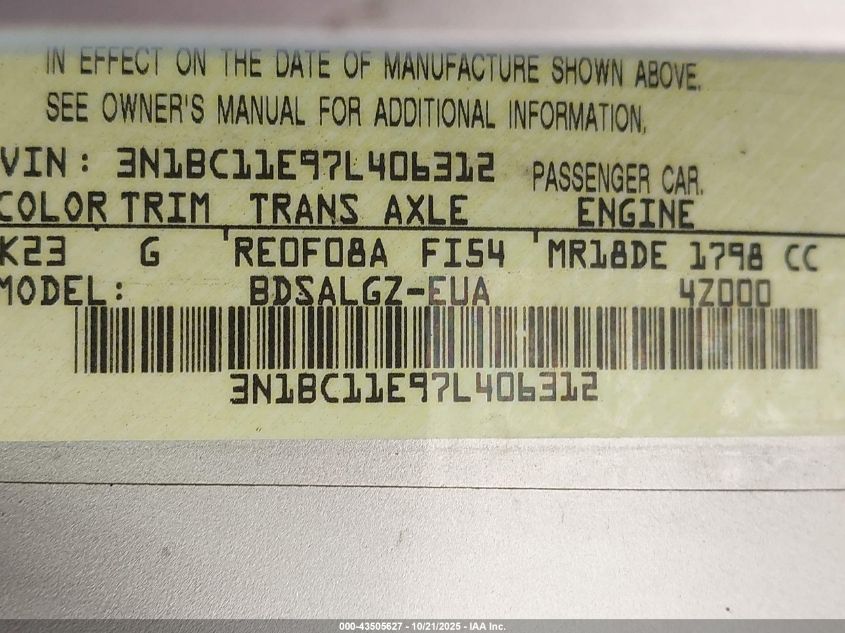 IN EFFECT ON THE DATE OF MANUFACTURE SHOWN ABOVE.
SEE OWNER'S MANUAL FOR ADDITIONAL INFORMATION,
VIN: 3N1BC11E97L406312 PASSENGER CAR.
COLOR TRIM TRANS AXLE ENGINE
K23 G RE0F08A FI54 MR18DE 1798 CC
MODEL: BDSALGZ-EUA 4Z000
3N1BC11E97L406312
000-43505627 - 10/21/2025 - IAA Inc.